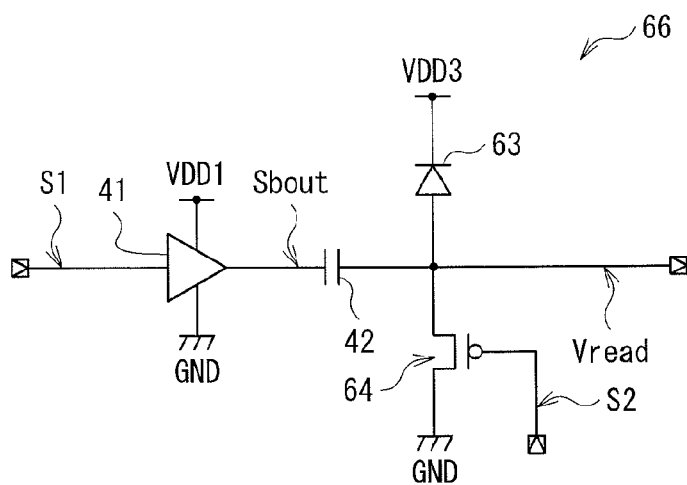 66
VDD3
63
S1
41
VDD1
Sbout
42
Vread
GND
64
S2
GND